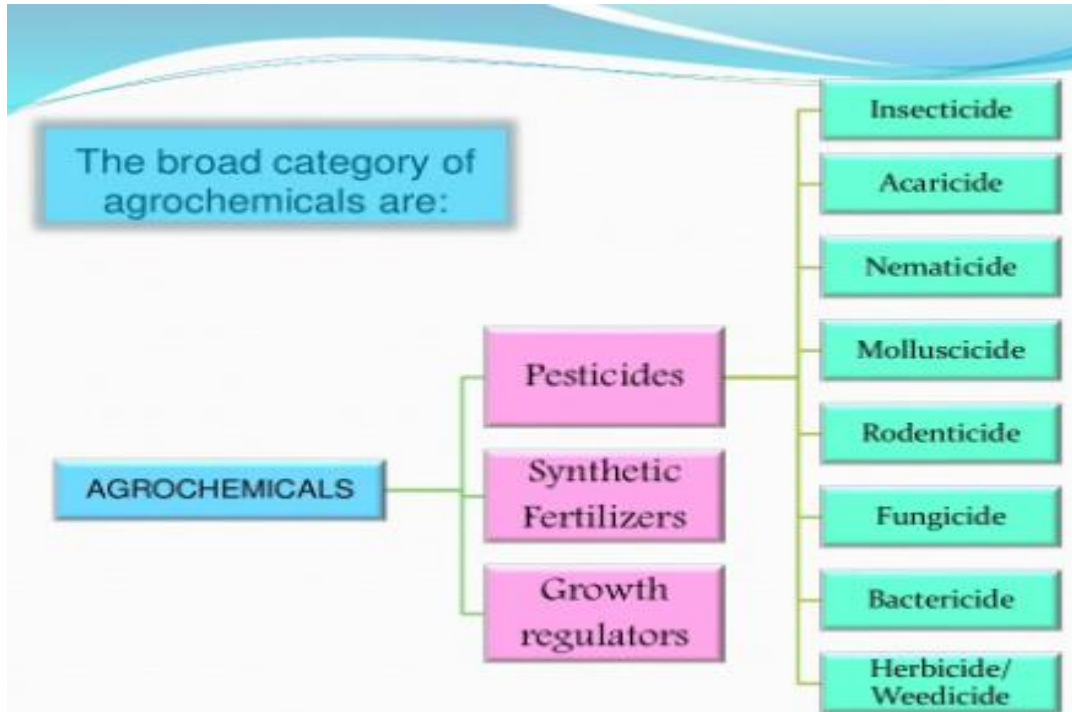 The broad category of
agrochemicals are:
AGROCHEMICALS
Pesticides
Synthetic
Fertilizers
Growth
regulators
Insecticide
Acaricide
Nematicide
Molluscicide
Rodenticide
Fungicide
Bactericide
Herbicide/
Weedicide